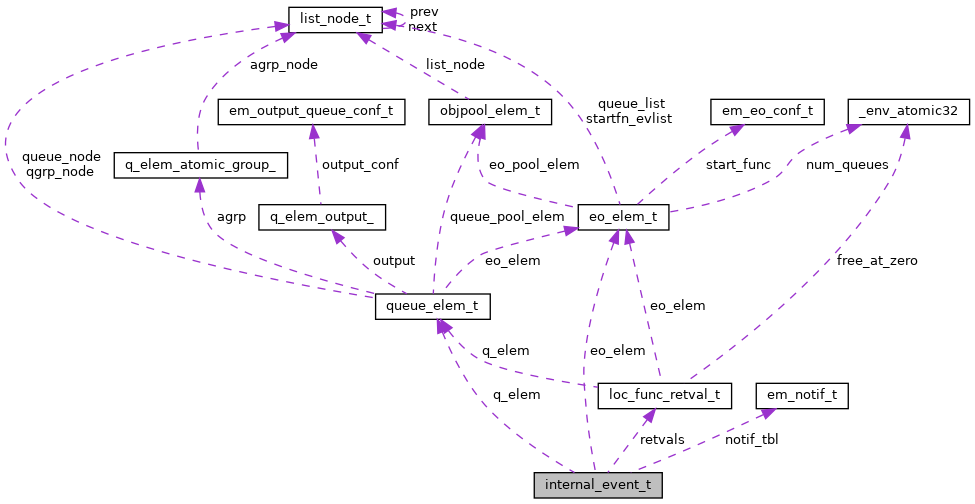 prev
list_node_t
next
agrp_node
list_node
queue_list
startfn_evlist
em_output_queue_conf_t
objpool_elem_t
em_eo_conf_t
_env_atomic32
queue_node
qgrp_node
q_elem_atomic_group_
output_conf
eo_pool_elem
start_func
num_queues
q_elem_output_
agrp
queue_pool_elem
eo_elem_t
output
eo_elem
free_at_zero
queue_elem_t
eo_elem
q_elem
eo_elem
q_elem
loc_func_retval_t
em_notif_t
retvals
notif_tbl
internal_event_t